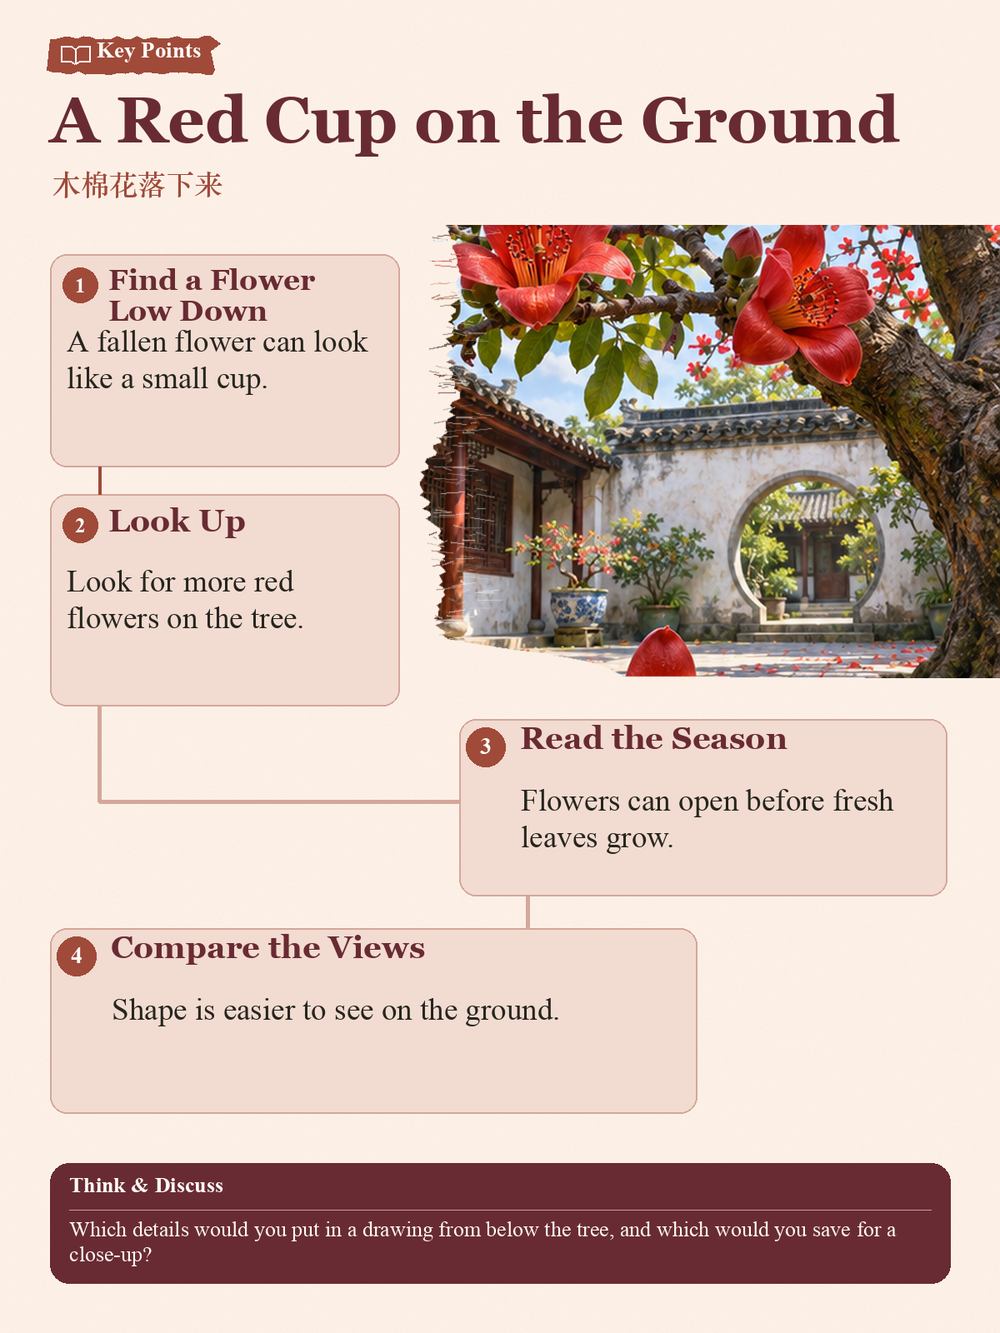 Key Points
A Red Cup on the Ground
木棉花落下来
1 Find a Flower
Low Down
A fallen flower can look
like a small cup.
2 Look Up
Look for more red
flowers on the tree.
3 Read the Season
Flowers can open before fresh
leaves grow.
4 Compare the Views
Shape is easier to see on the ground.
Think & Discuss
Which details would you put in a drawing from below the tree, and which would you save for a
close-up?